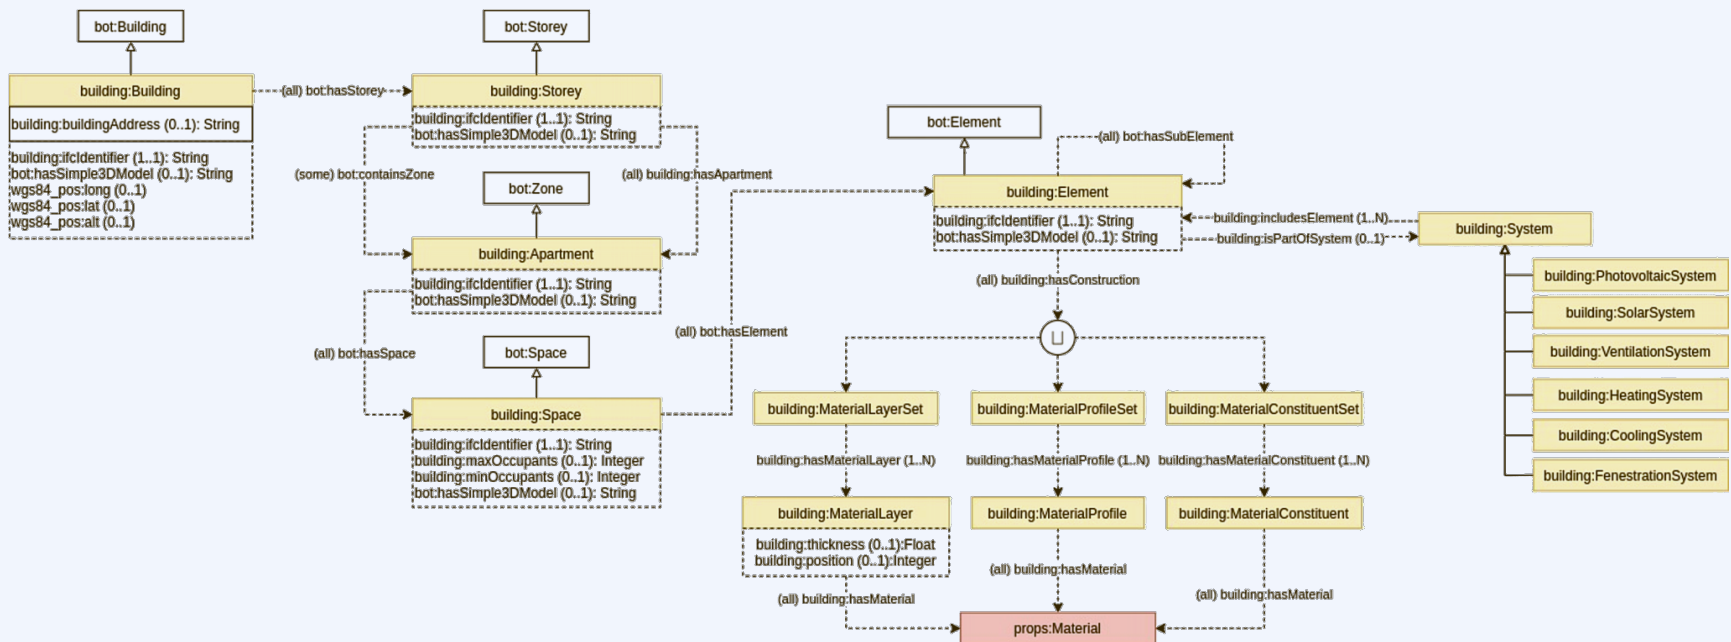 bot:Building
bot:Storey
building:Building
(all) bot:hasStorey
building:Storey
building:buildingAddress (0..1): String
building:ifcIdentifier (1..1): String
bot:hasSimple3DModel (0..1): String
building:ifcIdentifier (1..1): String
bot:hasSimple3DModel (0..1): String
wgs84_pos:long (0..1)
wgs84_pos:lat (0..1)
wgs84_pos:alt (0..1)
(some) bot:containsZone
(all) building:hasApartment
bot:Zone
building:Apartment
building:ifcIdentifier (1..1): String
bot:hasSimple3DModel (0..1): String
(all) bot:hasSpace
bot:Space
building:Space
building:ifcIdentifier (1..1): String
building:maxOccupants (0..1): Integer
building:minOccupants (0..1): Integer
bot:hasSimple3DModel (0..1): String
(all) bot:hasElement
bot:Element
(all) bot:hasSubElement
building:Element
building:ifcIdentifier (1..1): String
bot:hasSimple3DModel (0..1): String
building:includesElement (1..N)
building:isPartOfSystem (0..1)
building:System
building:PhotovoltaicSystem
building:SolarSystem
building:VentilationSystem
building:HeatingSystem
building:CoolingSystem
building:FenestrationSystem
(all) building:hasConstruction
⊔
building:MaterialLayerSet
building:MaterialProfileSet
building:MaterialConstituentSet
building:hasMaterialLayer (1..N)
building:hasMaterialProfile (1..N)
building:hasMaterialConstituent (1..N)
building:MaterialLayer
building:MaterialProfile
building:MaterialConstituent
building:thickness (0..1):Float
building:position (0..1):Integer
(all) building:hasMaterial
(all) building:hasMaterial
(all) building:hasMaterial
props:Material